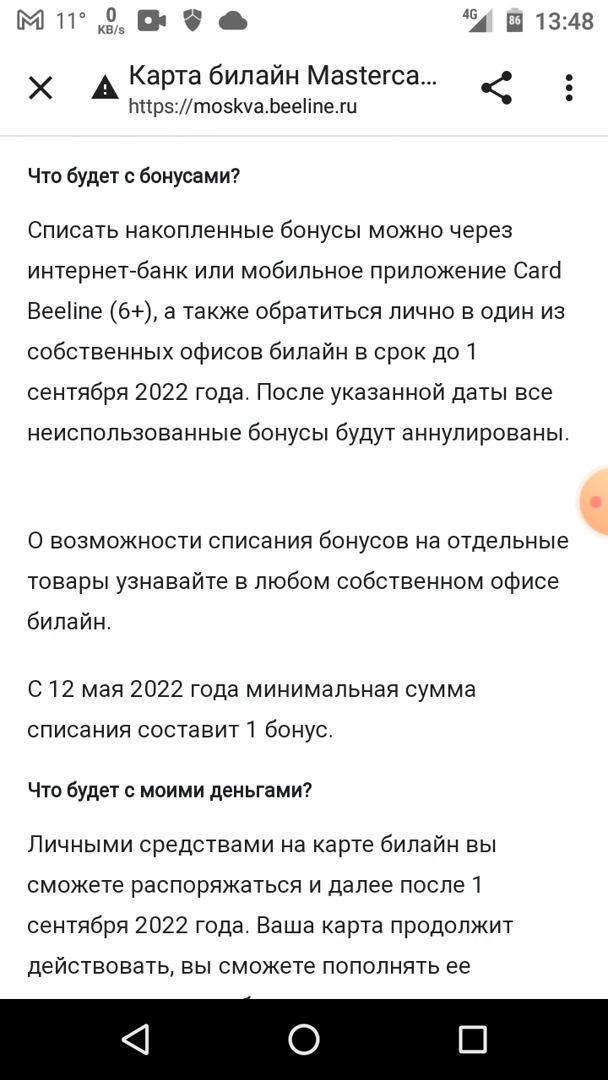 11°
0
KB/s
4G
86
13:48
Карта билайн Masterca...
https://moskva.beeline.ru
Что будет с бонусами?
Списать накопленные бонусы можно через
интернет-банк или мобильное приложение Card
Beeline (6+), а также обратиться лично в один из
собственных офисов билайн в срок до 1
сентября 2022 года. После указанной даты все
неиспользованные бонусы будут аннулированы.
О возможности списания бонусов на отдельные
товары узнавайте в любом собственном офисе
билайн.
С 12 мая 2022 года минимальная сумма
списания составит 1 бонус.
Что будет с моими деньгами?
Личными средствами на карте билайн вы
сможете распоряжаться и далее после 1
сентября 2022 года. Ваша карта продолжит
действовать, вы сможете пополнять ее